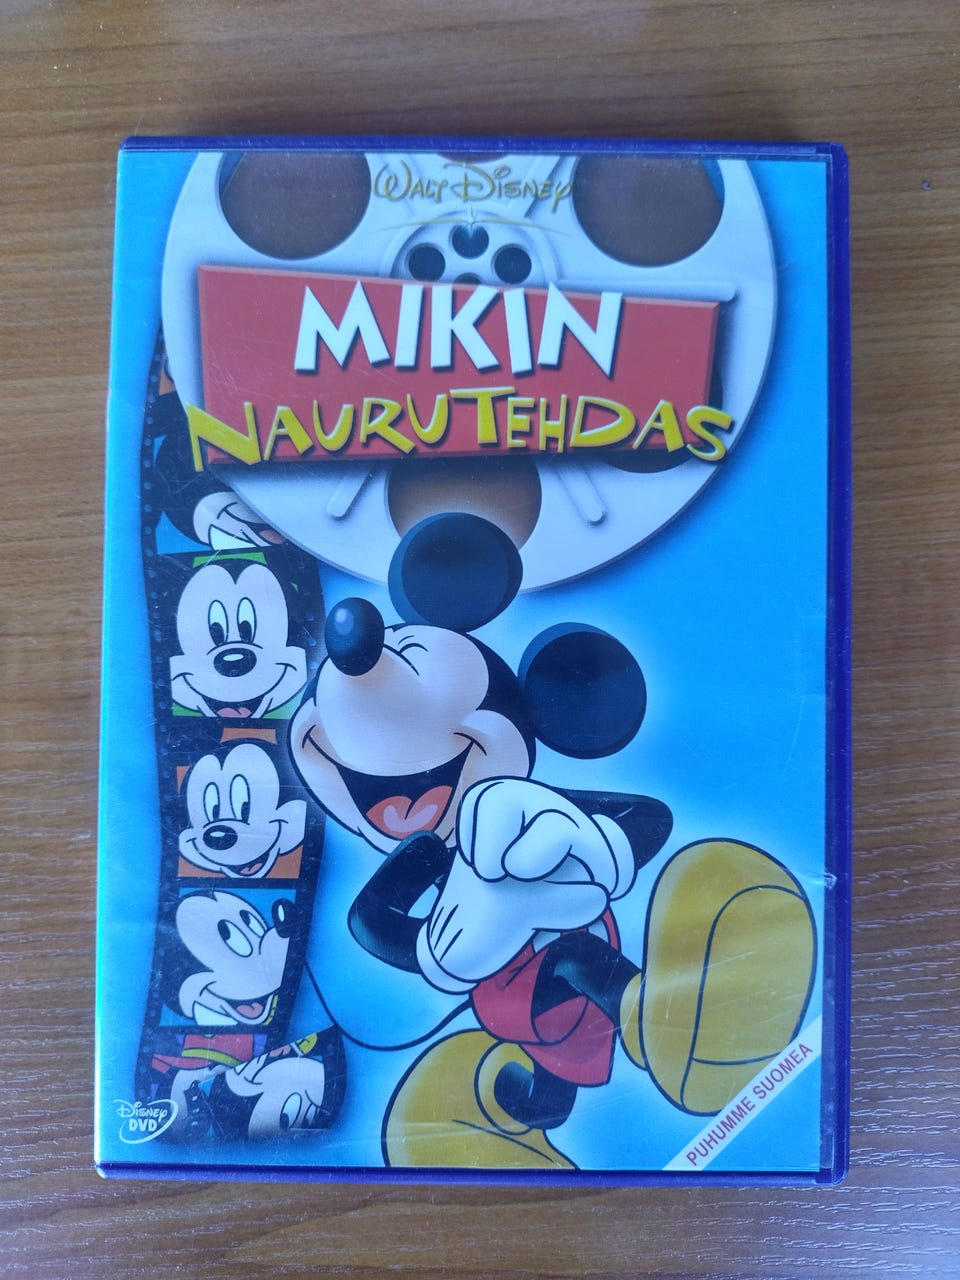 WALT DISNEY
MIKIN
NAURUTEHDAS
DISNEY
DVD
PUHUMME SUOMEA